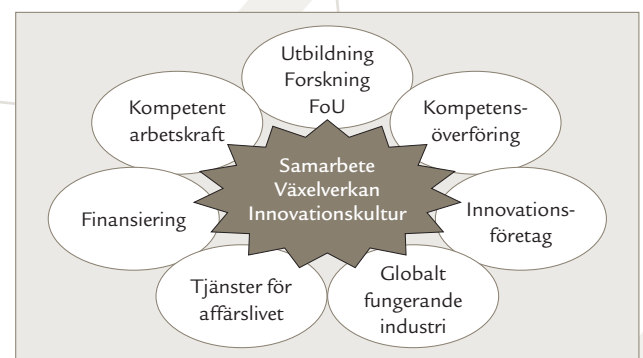 Utbildning
Forskning
FoU
Kompetent
arbetskraft
Kompetens-
överföring
Samarbete
Växelverkan
Innovationskultur
Finansiering
Innovations-
företag
Tjänster för
affärslivet
Globalt
fungerande
industri